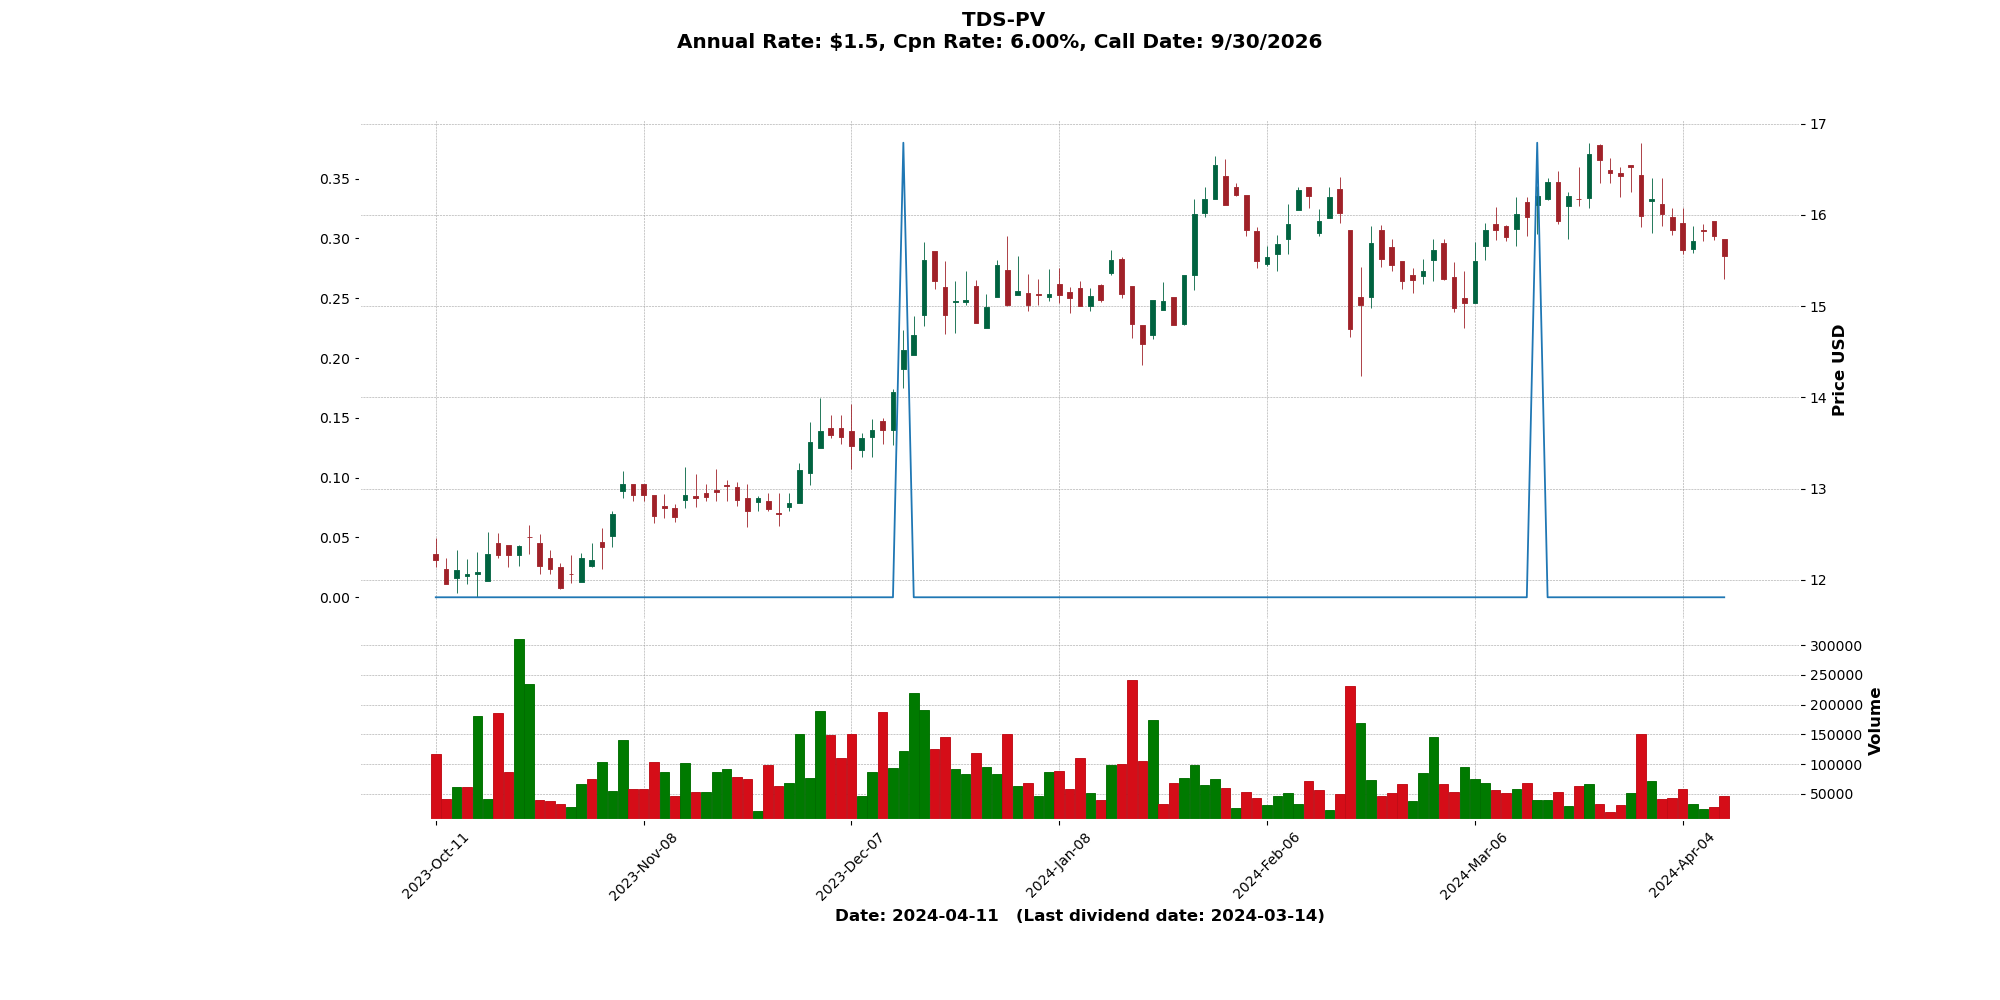 TDS-PV
Annual Rate: $1.5, Cpn Rate: 6.00%, Call Date: 9/30/2026
0.35
0.30
0.25
0.20
0.15
0.10
0.05
0.00
17
16
15
14
13
12
Price USD
300000
250000
200000
150000
100000
50000
Volume
2023-Oct-11
2023-Nov-08
2023-Dec-07
2024-Jan-08
2024-Feb-06
2024-Mar-06
2024-Apr-04
Date: 2024-04-11 (Last dividend date: 2024-03-14)